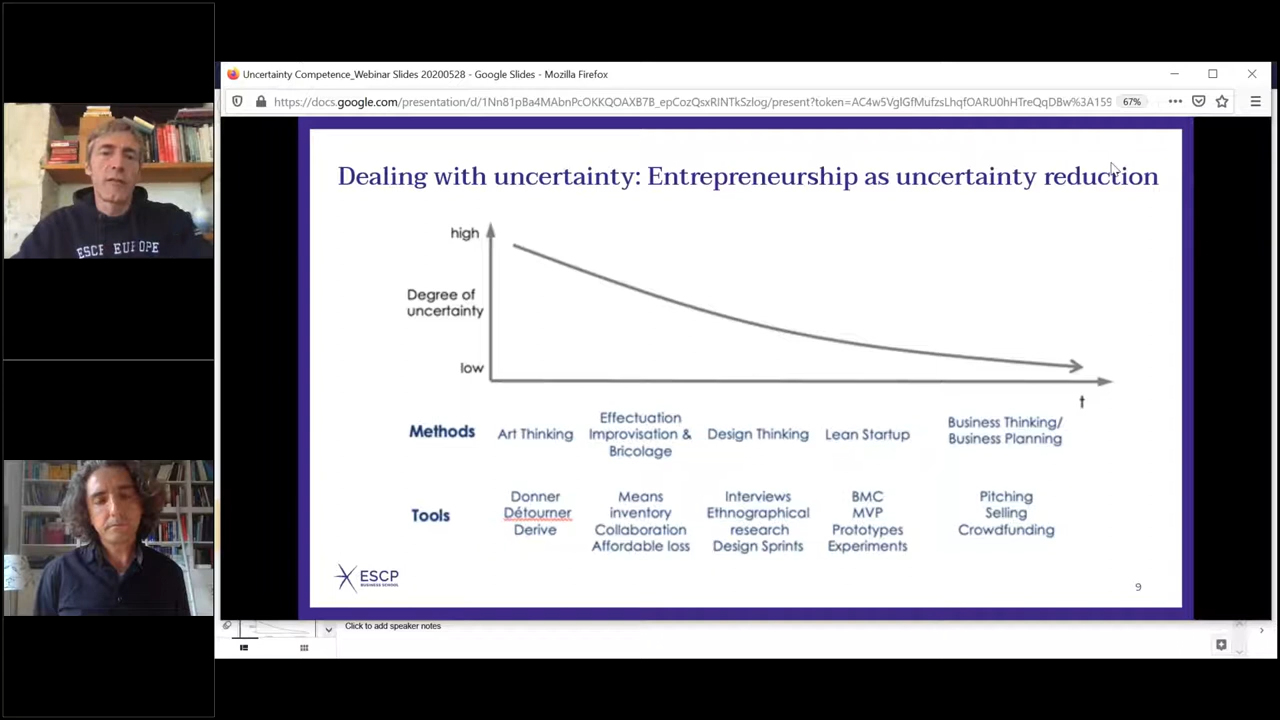 Uncertainty Competence_Webinar Slides 20200528 - Google Slides - Mozilla Firefox
https://docs.google.com/presentation/d/1Nn81pBa4MAbnPcOKKQOAXB7B_epCozQsxRINTkSzlog/present?token=AC4w5VgIGfMufzsLhqfOARU0hHTreQqDBw%3A159
67%
Dealing with uncertainty: Entrepreneurship as uncertainty reduction
high
Degree of
uncertainty
low
t
Methods
Art Thinking
Effectuation
Improvisation &
Bricolage
Design Thinking
Lean Startup
Business Thinking/
Business Planning
Tools
Donner
Détourner
Derive
Means
inventory
Collaboration
Affordable loss
Interviews
Ethnographical
research
Design Sprints
BMC
MVP
Prototypes
Experiments
Pitching
Selling
Crowdfunding
ESCP
BUSINESS SCHOOL
9
Click to add speaker notes
ESCP EUROPE